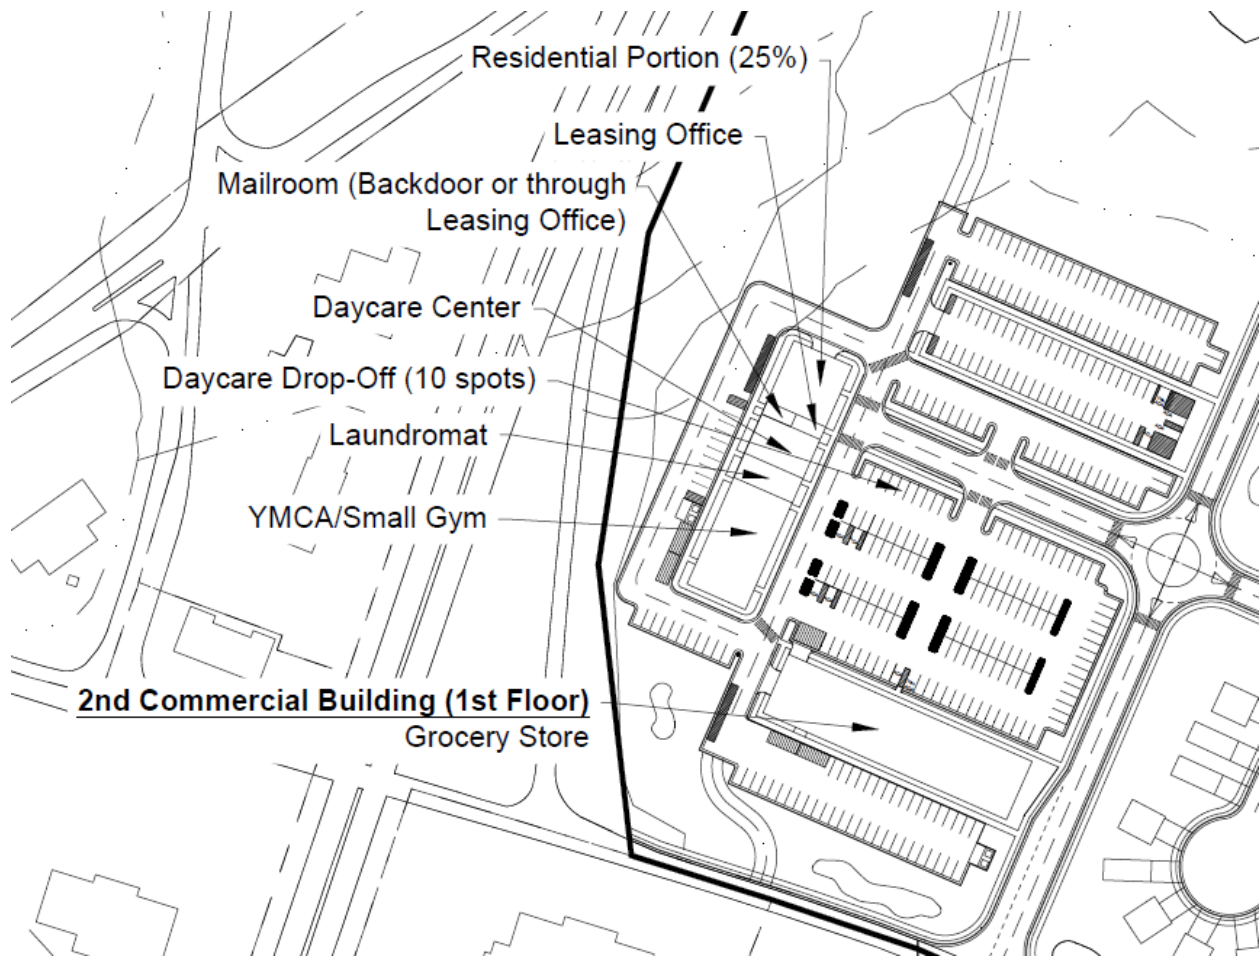 Residential Portion (25%)
Leasing Office
Mailroom (Backdoor or through
Leasing Office)
Daycare Center
Daycare Drop-Off (10 spots)
Laundromat
YMCA/Small Gym
2nd Commercial Building (1st Floor)
Grocery Store